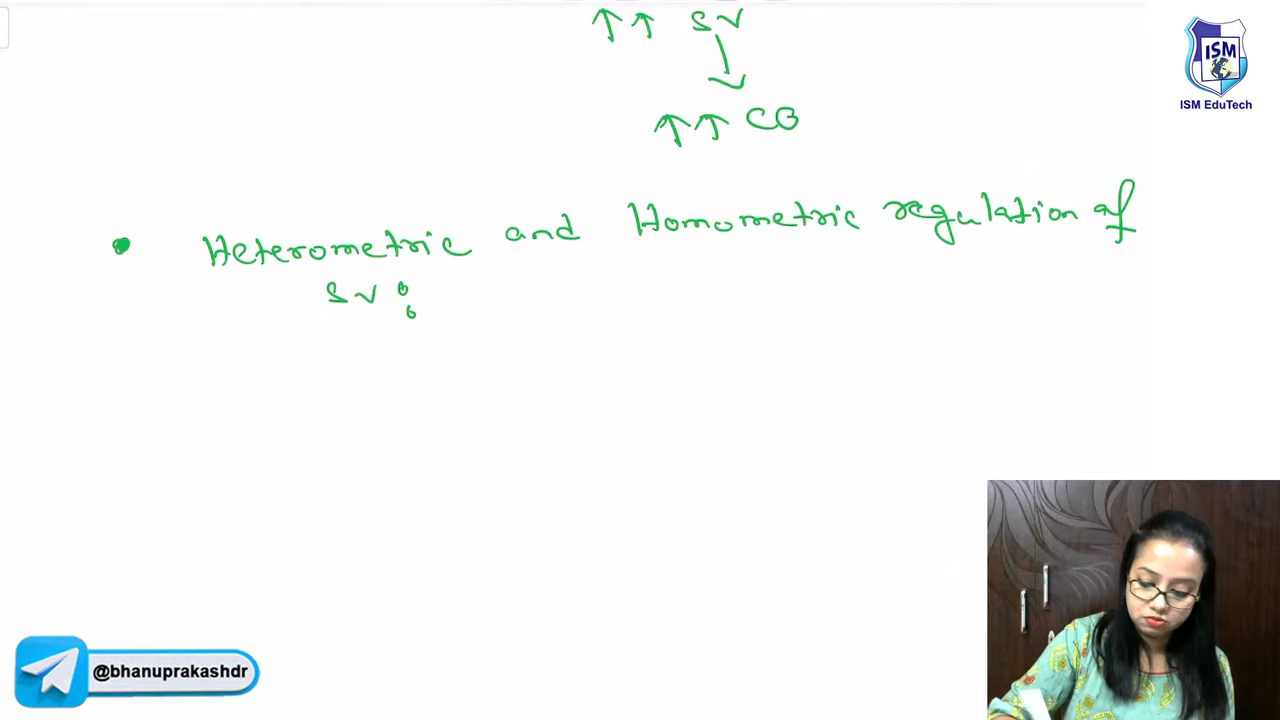 ↑↑ SV
↓
↑↑ CO
• Heterometric and Homometric regulation of
SV :
ISM
ISM EduTech
@bhanuprakashdr